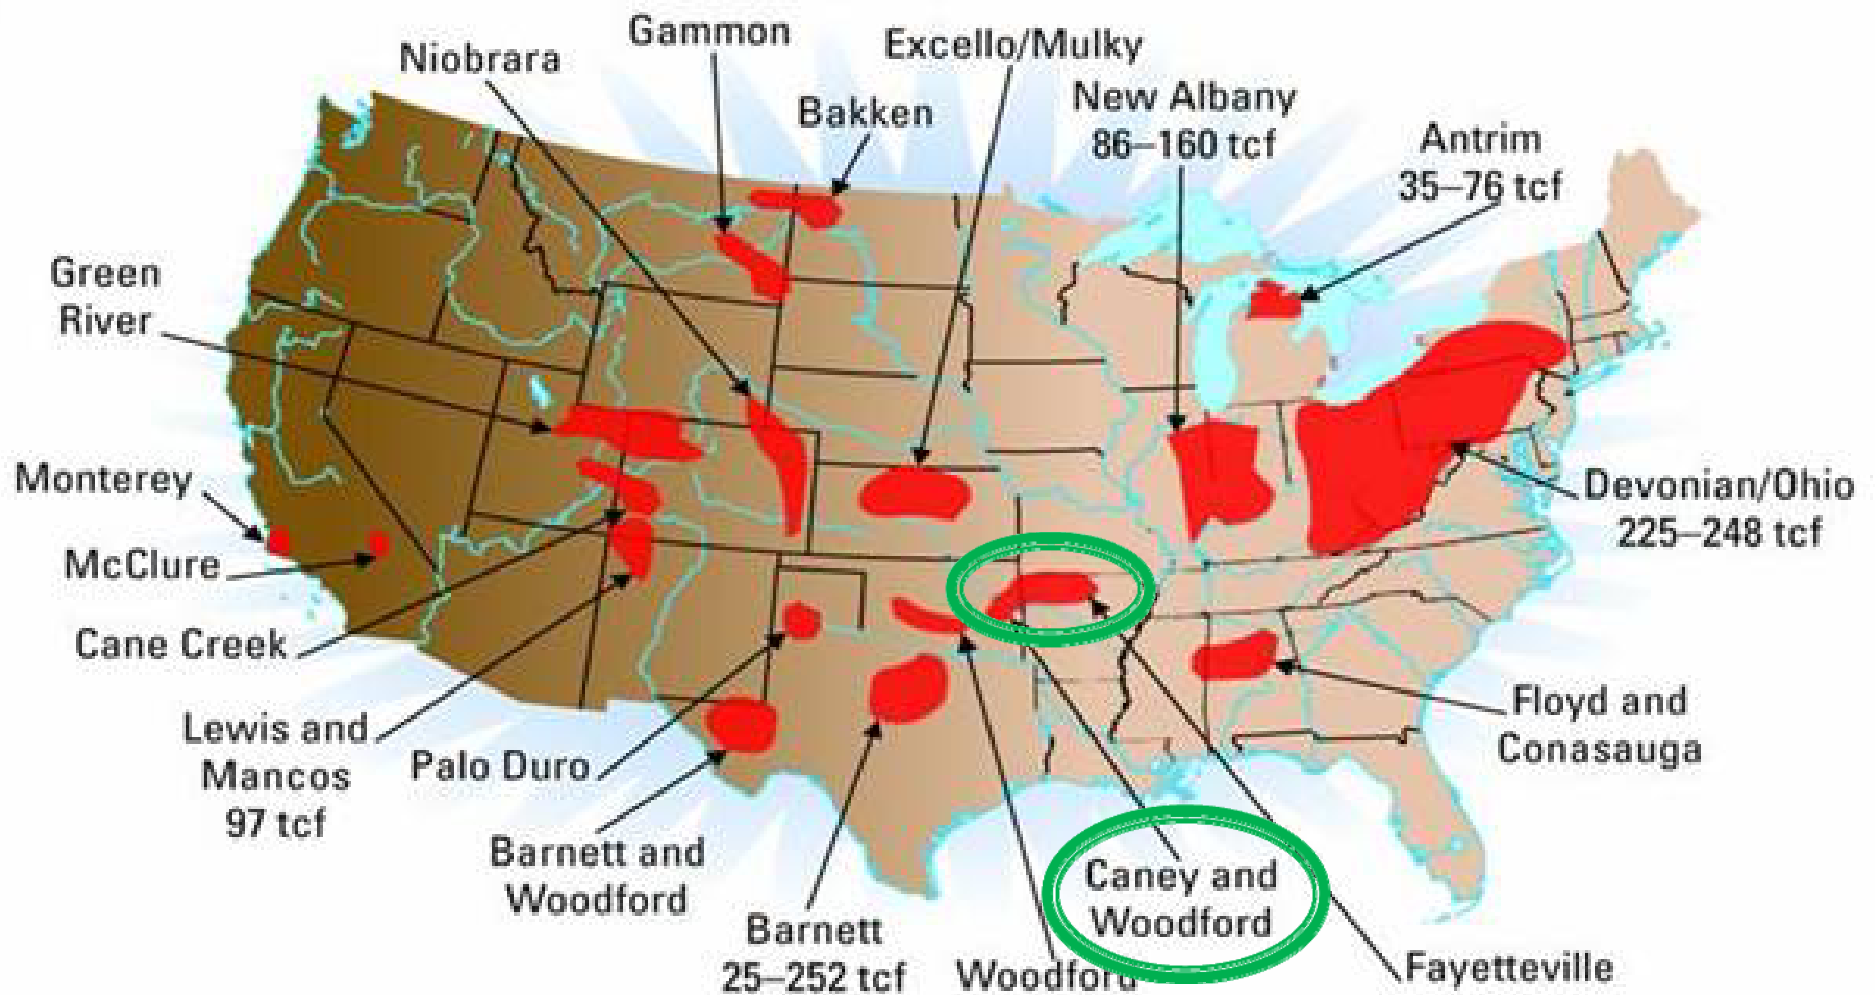 Gammon
Niobrara
Excello/Mulky
Bakken
New Albany
86–160 tcf
Antrim
35–76 tcf
Green
River
Monterey
McClure
Devonian/Ohio
225–248 tcf
Cane Creek
Lewis and
Mancos
97 tcf
Palo Duro
Floyd and
Conasauga
Barnett and
Woodford
Caney and
Woodford
Barnett
25–252 tcf
Woodford
Fayetteville